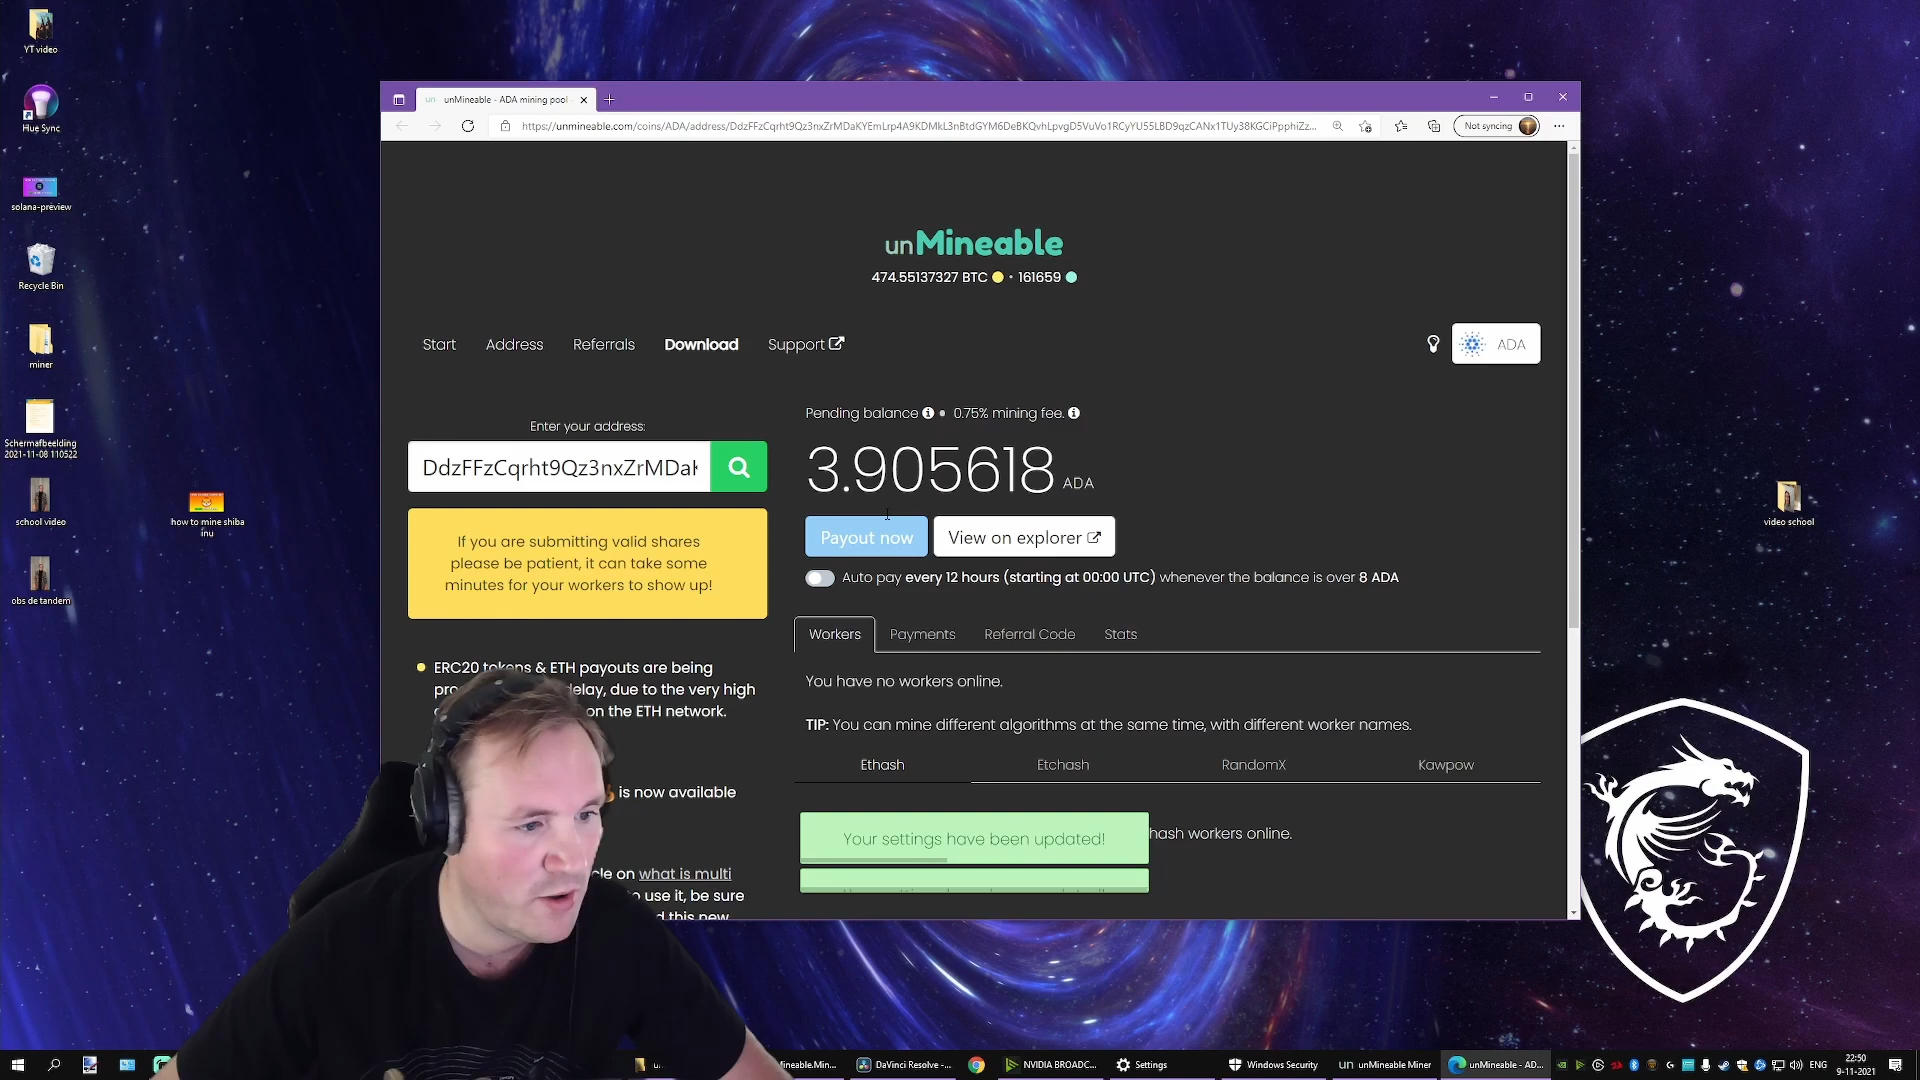 YT video
Hue Sync
solana-preview
Recycle Bin
miner
Schermafbeelding
2021-11-08 110522
school video
how to mine shiba
inu
obs de tandem
video school
unMineable - ADA mining pool
Not syncing
unMineable
474.55137327 BTC • 161659
Start Address Referrals Download Support
ADA
Enter your address:
DdzFFzCqrht9Qz3nxZrMDaK
If you are submitting valid shares
please be patient, it can take some
minutes for your workers to show up!
ERC20 tokens & ETH payouts are being
delay, due to the very high
on the ETH network.
is now available
on what is multi
use it, be sure
this new
Pending balance • 0.75% mining fee.
3.905618 ADA
Payout now View on explorer
Auto pay every 12 hours (starting at 00:00 UTC) whenever the balance is over 8 ADA
Workers Payments Referral Code Stats
You have no workers online.
TIP: You can mine different algorithms at the same time, with different worker names.
Ethash Etchash RandomX Kawpow
hash workers online.
Your settings have been updated!
DaVinci Resolve -...
NVIDIA BROADC...
Settings
Windows Security
un unMineable Miner
unMineable - AD...
ENG
22:50
9-11-2021